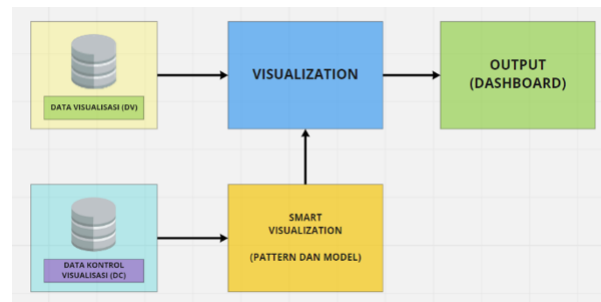 DATA VISUALISASI (DV)
VISUALIZATION
OUTPUT
(DASHBOARD)
DATA KONTROL
VISUALISASI (DC)
SMART
VISUALIZATION
(PATTERN DAN MODEL)